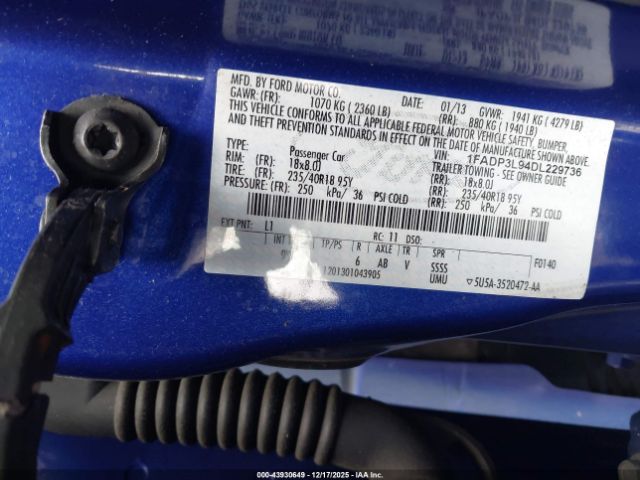 MFD. BY FORD MOTOR CO.
DATE: 01/13 GVWR: 1941 KG ( 4279 LB)
GAWR: (FR): 1070 KG ( 2360 LB) (RR): 880 KG ( 1940 LB)
THIS VEHICLE CONFORMS TO ALL APPLICABLE FEDERAL MOTOR VEHICLE SAFETY, BUMPER,
AND THEFT PREVENTION STANDARDS IN EFFECT ON THE DATE OF MANUFACTURE SHOWN ABOVE.
VIN: 1FADP3L94DL229736
TYPE: Passenger Car TRAILER TOWING - SEE OWNER GUIDE
RIM: (FR): 18x8.0J (RR): 18x8.0J
TIRE: (FR): 235/40R18 95Y (RR): 235/40R18 95Y
PRESSURE: (FR): 250 kPa/ 36 PSI COLD (RR): 250 kPa/ 36 PSI COLD
EXT PNT: L1 RC: 11 DSO: F0140
INT TP/PS R AXLE TR SPR
6 AB V SSSS
1201301043905 UMU ▽ 5U5A-3520472-AA
000-43930649 - 12/17/2025 - IAAI.COM